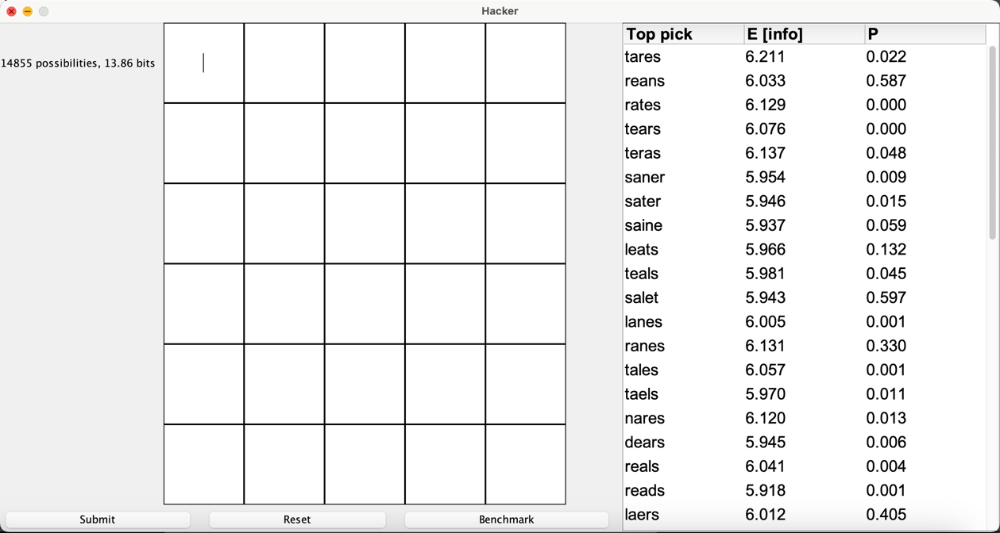 Hacker
14855 possibilities, 13.86 bits
Top pick E [info] P
tares 6.211 0.022
reans 6.033 0.587
rates 6.129 0.000
tears 6.076 0.000
teras 6.137 0.048
saner 5.954 0.009
sater 5.946 0.015
saine 5.937 0.059
leats 5.966 0.132
teals 5.981 0.045
salet 5.943 0.597
lanes 6.005 0.001
ranes 6.131 0.330
tales 6.057 0.001
taels 5.970 0.011
nares 6.120 0.013
dears 5.945 0.006
reals 6.041 0.004
reads 5.918 0.001
laers 6.012 0.405
Submit Reset Benchmark